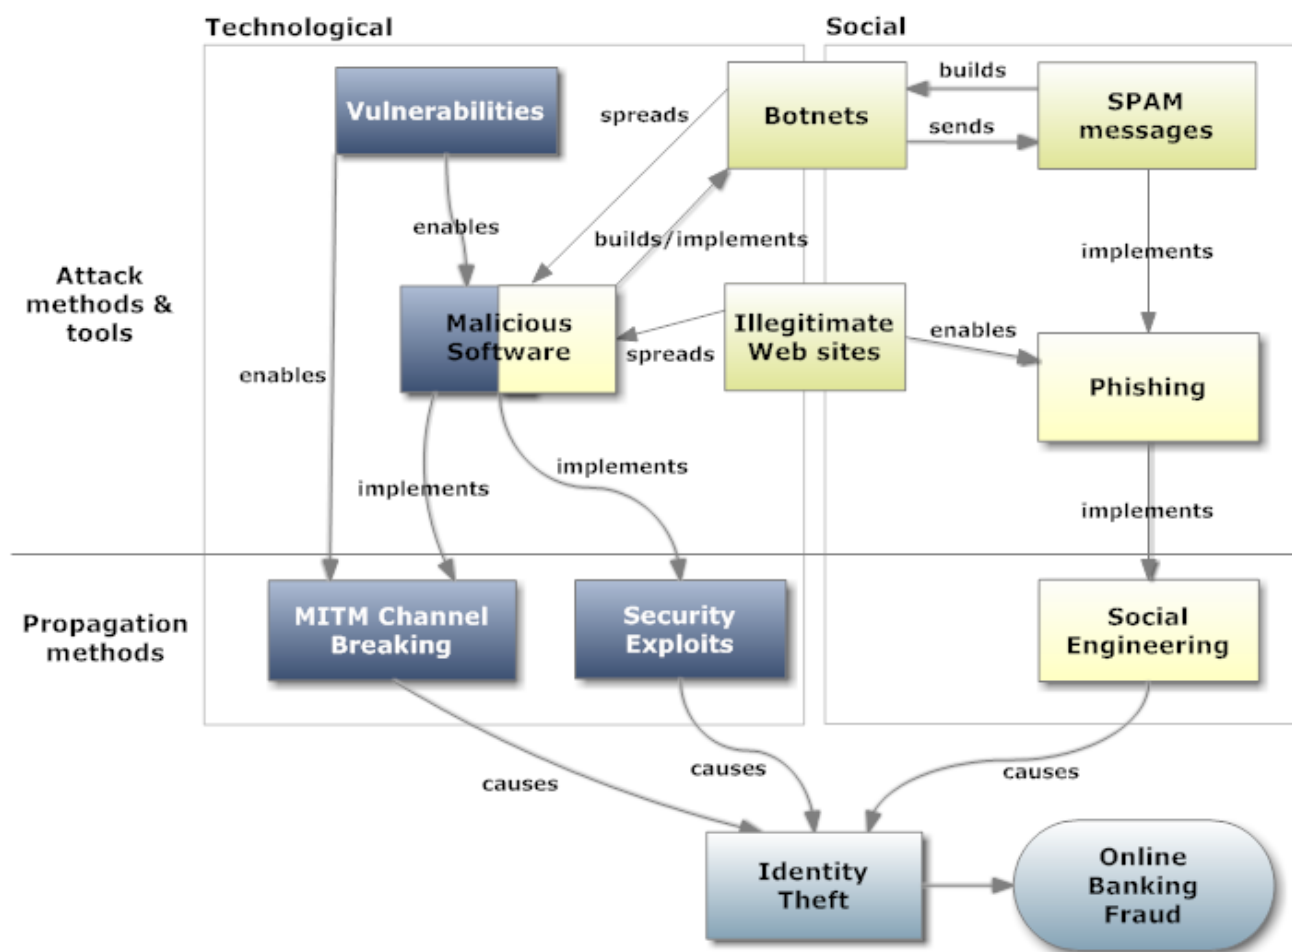 Technological
Social
Vulnerabilities
spreads
Botnets
builds
sends
SPAM
messages
enables
builds/implements
implements
Attack
methods &
tools
Malicious
Software
spreads
Illegitimate
Web sites
enables
Phishing
enables
implements
implements
implements
Propagation
methods
MITM Channel
Breaking
Security
Exploits
Social
Engineering
causes
causes
causes
Identity
Theft
Online
Banking
Fraud